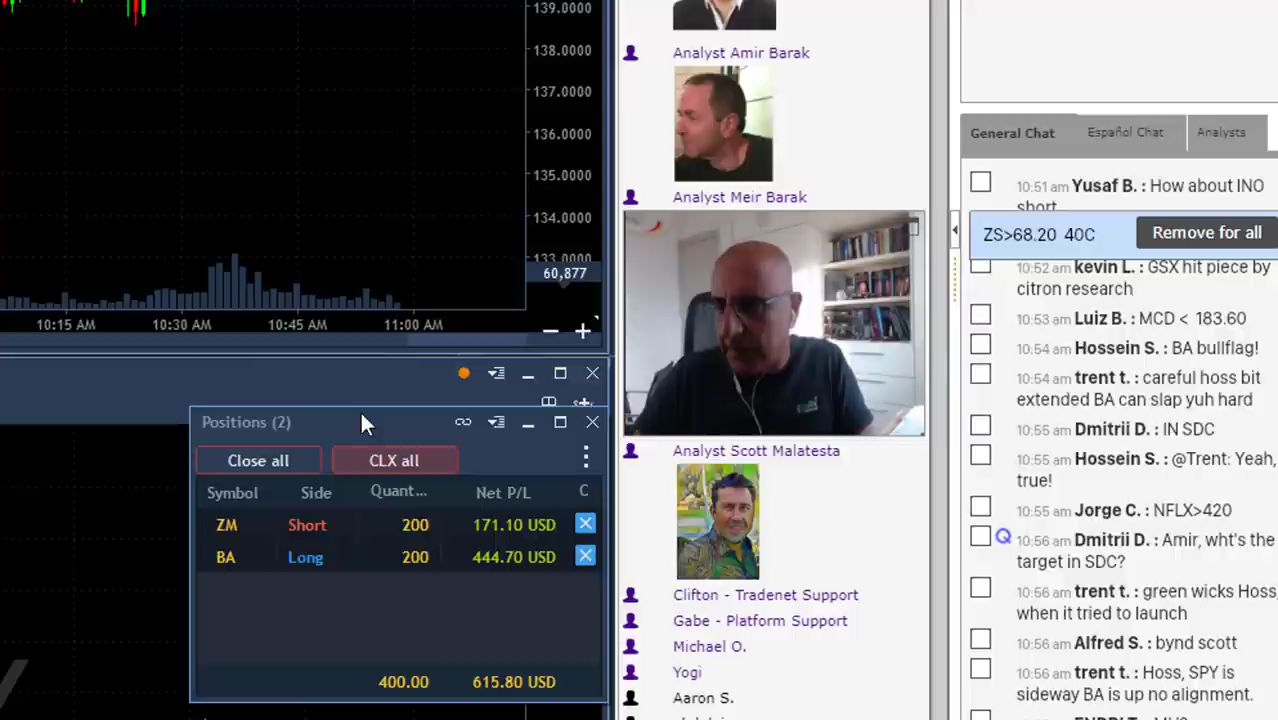 139.0000
138.0000
137.0000
136.0000
135.0000
134.0000
133.0000
60,877
10:15 AM
10:30 AM
10:45 AM
11:00 AM
Positions (2)
Close all
CLX all
Symbol
Side
Quant...
Net P/L
C
ZM
Short
200
171.10 USD
BA
Long
200
444.70 USD
400.00
615.80 USD
Analyst Amir Barak
Analyst Meir Barak
Analyst Scott Malatesta
Clifton - Tradenet Support
Gabe - Platform Support
Michael O.
Yogi
Aaron S.
General Chat
Español Chat
Analysts
10:51 am Yusaf B. : How about INO
short
ZS>68.20 40C
Remove for all
10:52 am kevin L. : GSX hit piece by
citron research
10:53 am Luiz B. : MCD < 183.60
10:54 am Hossein S. : BA bullflag!
10:54 am trent t. : careful hoss bit
extended BA can slap yuh hard
10:55 am Dmitrii D. : IN SDC
10:55 am Hossein S. : @Trent: Yeah,
true!
10:55 am Jorge C. : NFLX>420
10:56 am Dmitrii D. : Amir, wht's the
target in SDC?
10:56 am trent t. : green wicks Hoss,
when it tried to launch
10:56 am Alfred S. : bynd scott
10:56 am trent t. : Hoss, SPY is
sideway BA is up no alignment.